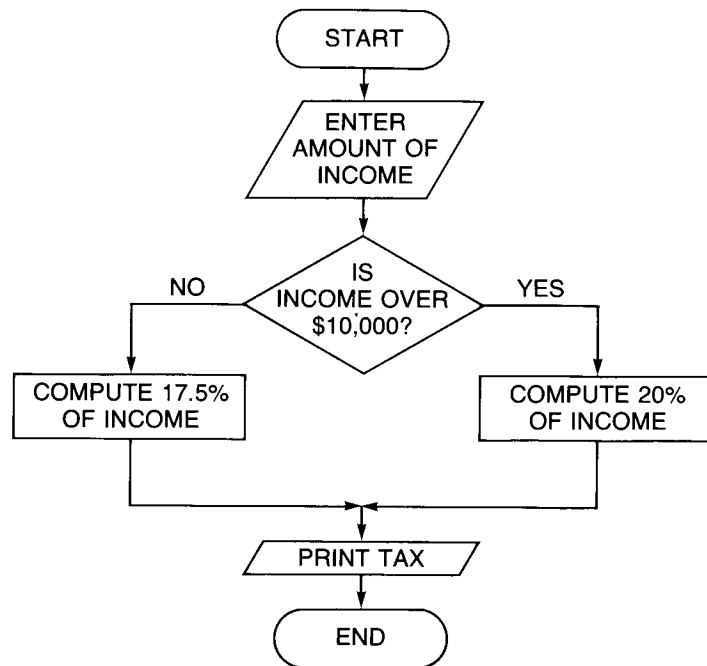 START
ENTER
AMOUNT OF
INCOME
IS
INCOME OVER
$10,000?
NO
YES
COMPUTE 17.5%
OF INCOME
COMPUTE 20%
OF INCOME
PRINT TAX
END